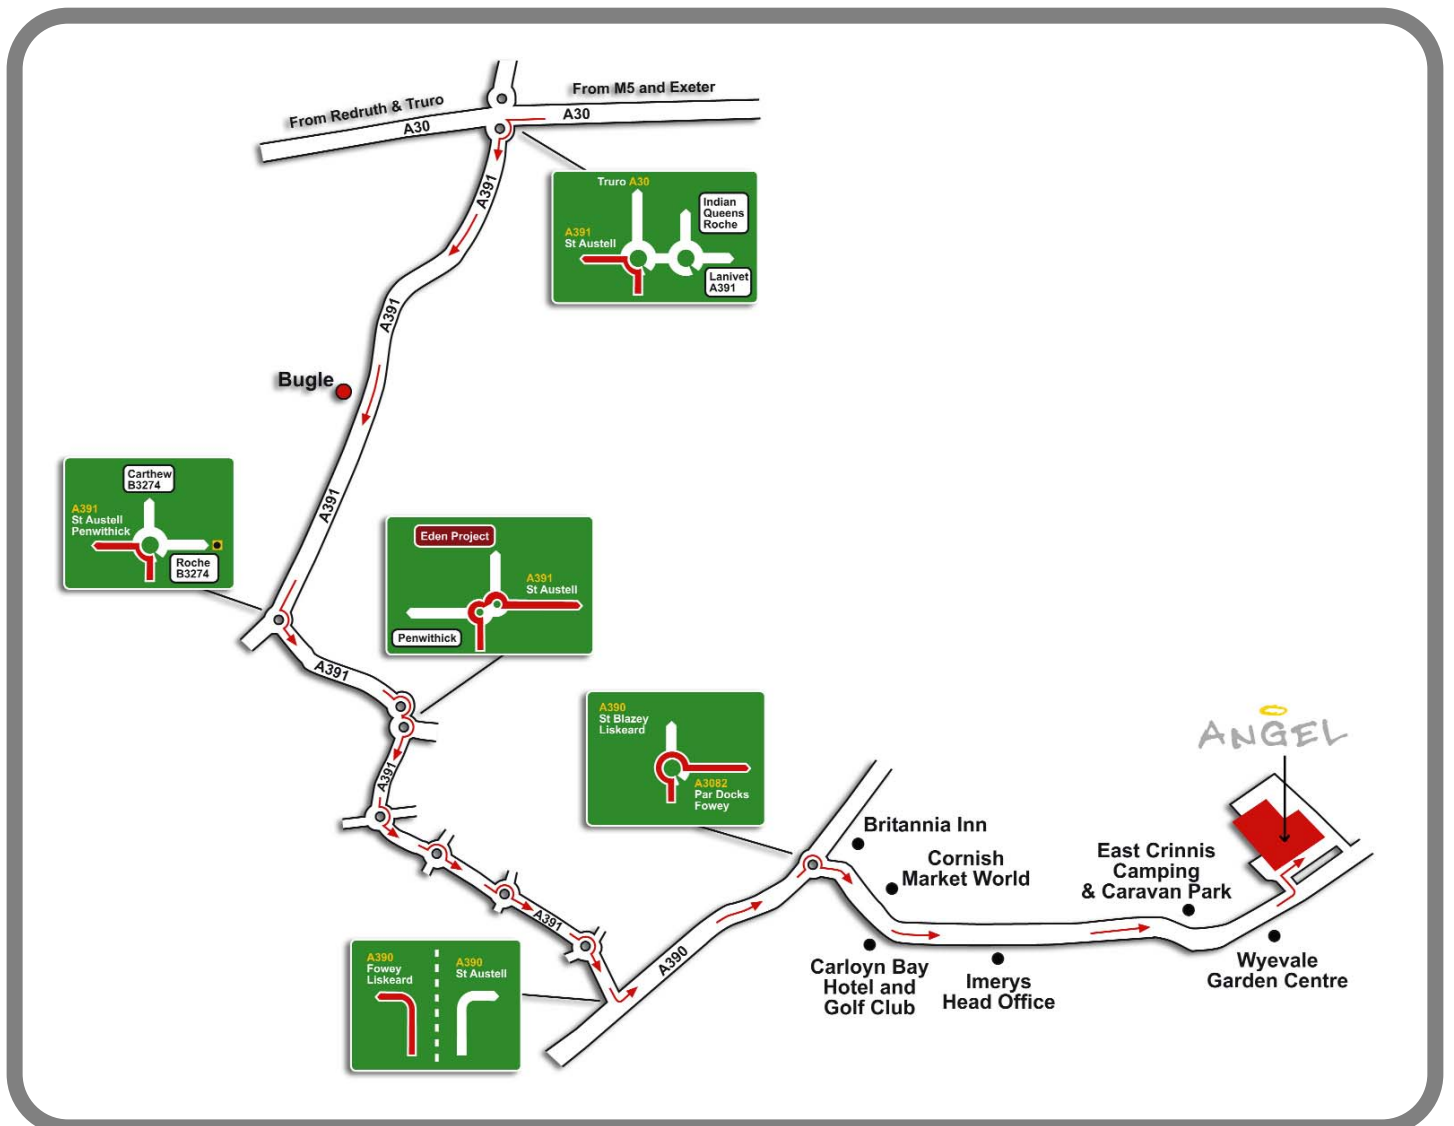 From M5 and Exeter
From Redruth & Truro
A30
A30
A391
Truro A30
Indian
Queens
Roche
A391
St Austell
Lanivet
A391
A391
Bugle
A391
Carthew
B3274
A391
St Austell
Penwithick
Roche
B3274
Eden Project
A391
St Austell
Penwithick
A391
A391
A390
St Blazey
Liskeard
A3082
Par Docks
Fowey
ANGEL
Britannia Inn
Cornish
Market World
East Crinnis
Camping
& Caravan Park
A391
A390
A390
Fowey
Liskeard
A390
St Austell
Carloyn Bay
Hotel and
Golf Club
Imerys
Head Office
Wyevale
Garden Centre